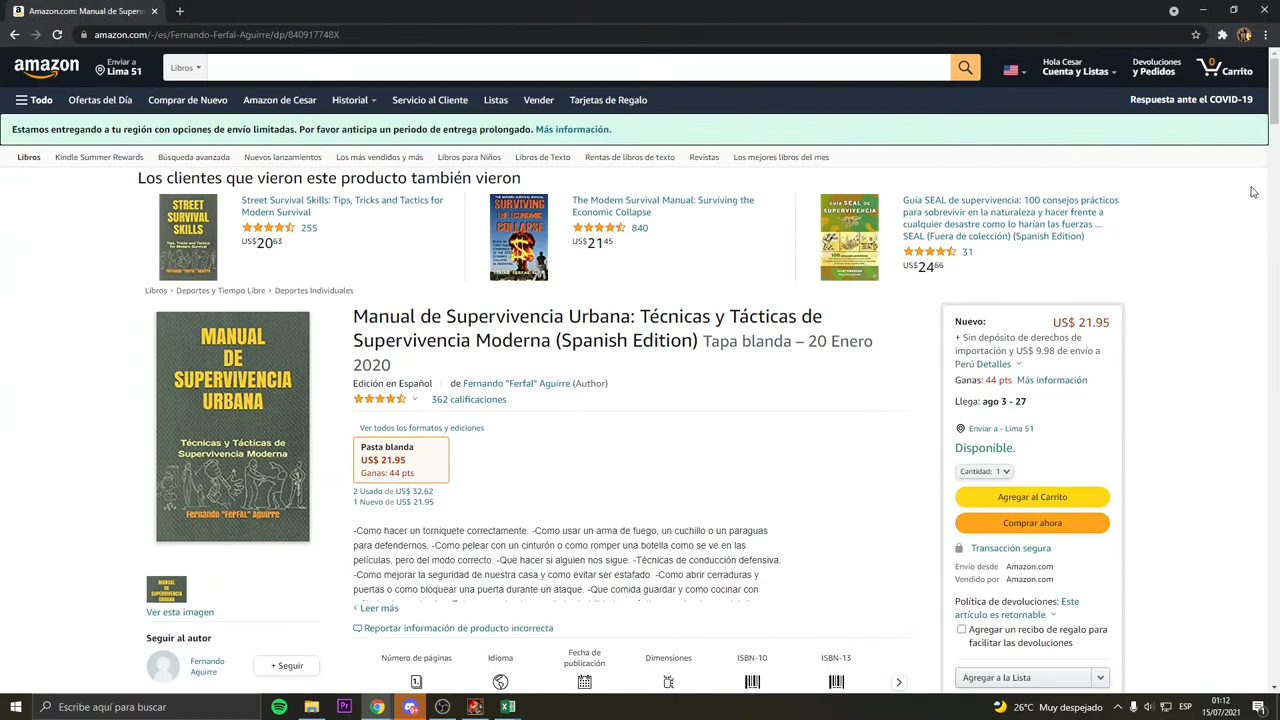 Amazon.com: Manual de Superv
amazon.com/-/es/Fernando-Ferfal-Aguirre/dp/840917748X
amazon
Enviar a
Lima 51
Libros
Hola Cesar
Cuenta y Listas
Devoluciones
y Pedidos
0
Carrito
Todo
Ofertas del Día
Comprar de Nuevo
Amazon de Cesar
Historial
Servicio al Cliente
Listas
Vender
Tarjetas de Regalo
Respuesta ante el COVID-19
Estamos entregando a tu región con opciones de envío limitadas. Por favor anticipa un periodo de entrega prolongado. Más información.
Libros
Kindle Summer Rewards
Búsqueda avanzada
Nuevos lanzamientos
Los más vendidos y más
Libros para Niños
Libros de Texto
Rentas de libros de texto
Revistas
Los mejores libros del mes
Los clientes que vieron este producto también vieron
STREET
SURVIVAL
SKILLS
Street Survival Skills: Tips, Tricks and Tactics for
Modern Survival
255
US$2063
SURVIVING
THE ECONOMIC
COLLAPSE
The Modern Survival Manual: Surviving the
Economic Collapse
840
US$2145
GUÍA SEAL DE
SUPERVIVENCIA
Guía SEAL de supervivencia: 100 consejos prácticos
para sobrevivir en la naturaleza y hacer frente a
cualquier desastre como lo harían las fuerzas ...
SEAL (Fuera de colección) (Spanish Edition)
31
US$2466
Libros › Deportes y Tiempo Libre › Deportes Individuales
MANUAL
DE
SUPERVIVENCIA
URBANA
Técnicas y Tácticas de
Supervivencia Moderna
Fernando "FerFAL" Aguirre
Manual de Supervivencia Urbana: Técnicas y Tácticas de
Supervivencia Moderna (Spanish Edition) Tapa blanda – 20 Enero
2020
Edición en Español
de Fernando "Ferfal" Aguirre (Author)
362 calificaciones
Ver todos los formatos y ediciones
Pasta blanda
US$ 21.95
Ganas: 44 pts
2 Usado de US$ 32.62
1 Nuevo de US$ 21.95
-Como hacer un torniquete correctamente. -Como usar un arma de fuego, un cuchillo o un paraguas
para defendernos. -Como pelear con un cinturón o como romper una botella como se ve en las
películas, pero del modo correcto. -Que hacer si alguien nos sigue. -Técnicas de conducción defensiva.
-Como mejorar la seguridad de nuestra casa y como evitar ser estafado. -Como abrir cerraduras y
puertas o como bloquear una puerta durante un ataque. -Que comida guardar y como cocinar con
Leer más
Reportar información de producto incorrecta
Número de páginas
Idioma
Fecha de
publicación
Dimensiones
ISBN-10
ISBN-13
MANUAL
DE
SUPERVIVENCIA
URBANA
Ver esta imagen
Seguir al autor
Fernando
Aguirre
+ Seguir
Nuevo:
US$ 21.95
+ Sin depósito de derechos de
importación y US$ 9.98 de envío a
Perú Detalles
Ganas: 44 pts Más información
Llega: ago 3 - 27
Enviar a - Lima 51
Disponible.
Cantidad: 1
Agregar al Carrito
Comprar ahora
Transacción segura
Envío desde Amazon.com
Vendido por Amazon.com
Política de devoluciones: Este
artículo es retornable
Agregar un recibo de regalo para
facilitar las devoluciones
Agregar a la Lista
Escribe aquí para buscar
26°C Muy despejado
ESP
01:12
15/07/2021